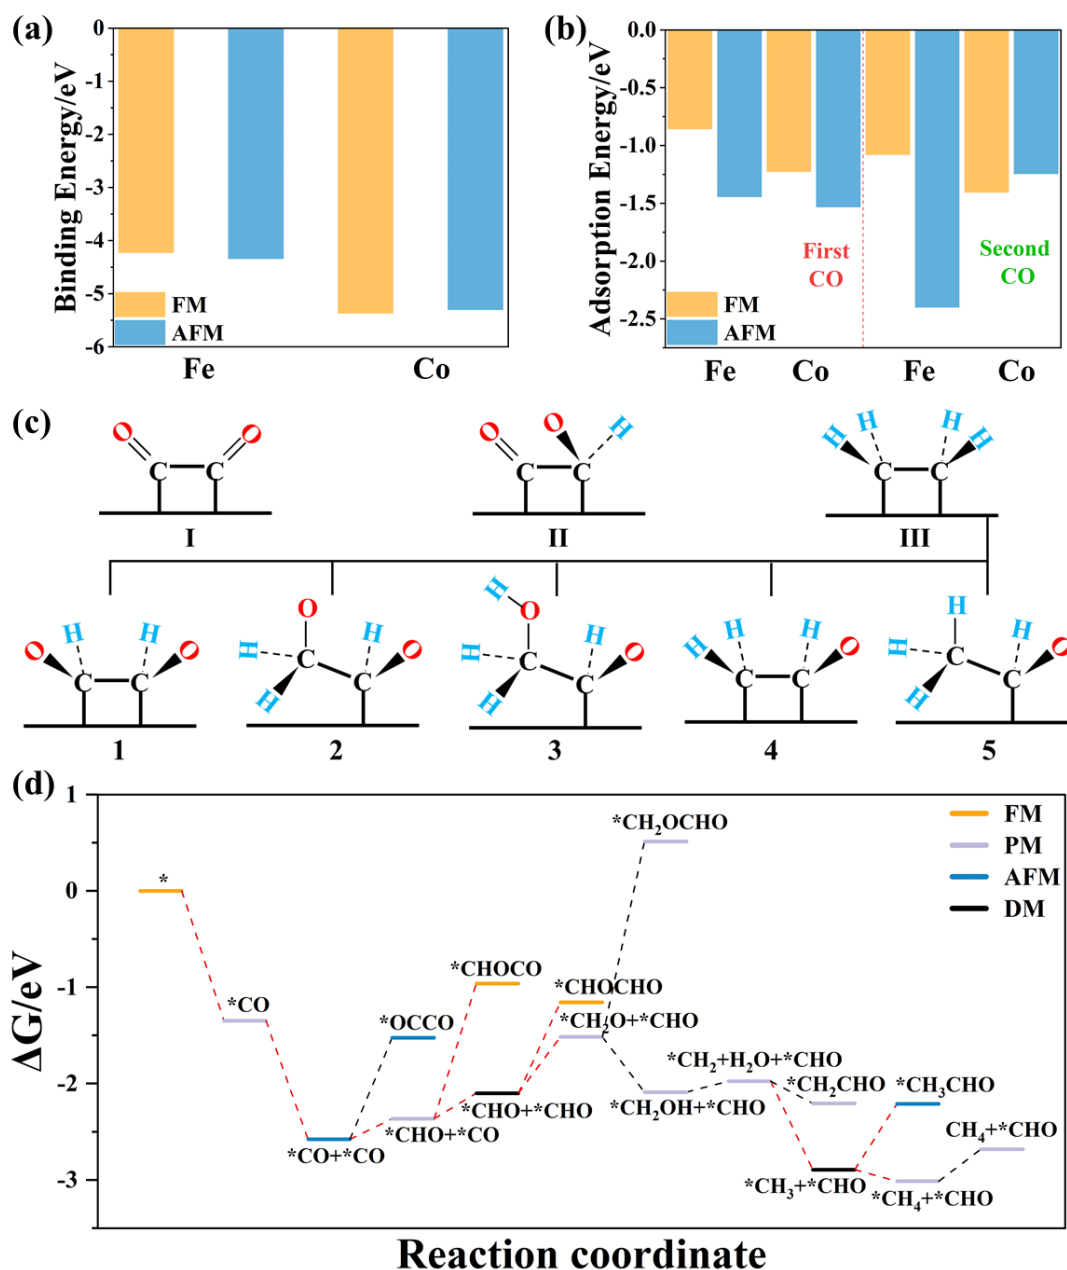 (a)
Binding Energy/eV
0
-1
-2
-3
-4
-5
-6
FM
AFM
Fe
Co
(b)
Adsorption Energy/eV
0.0
-0.5
-1.0
-1.5
-2.0
-2.5
First
CO
Second
CO
FM
AFM
Fe
Co
Fe
Co
(c)
O
O
C
C
I
O
O
H
C
C
II
H
H
H
H
C
C
III
O
H
H
O
C
C
1
O
H
H
C
H
O
C
2
H
O
H
C
H
H
O
C
3
H
H
H
O
C
C
4
H
H
C
H
H
O
C
5
(d)
ΔG/eV
1
0
-1
-2
-3
FM
PM
AFM
DM
*
*CO
*CO+*CO
*OCCO
*CHO+*CO
*CHOCO
*CHO+*CHO
*CHOCHO
*CH₂O+*CHO
*CH₂OCHO
*CH₂OH+*CHO
*CH₂+H₂O+*CHO
*CH₂CHO
*CH₃+*CHO
*CH₃CHO
*CH₄+*CHO
CH₄+*CHO
Reaction coordinate